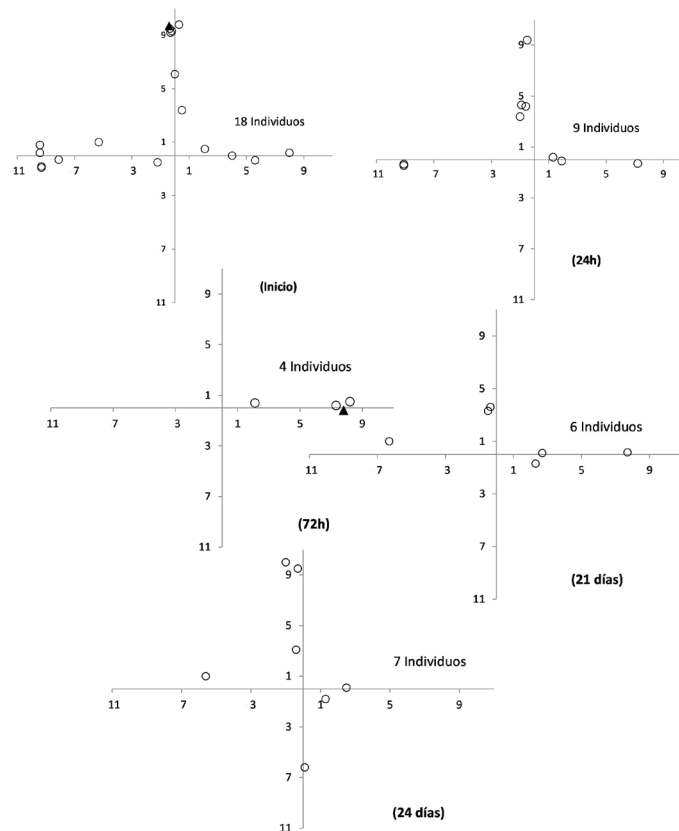 9
5
18 Individuos
1
11 7 3 1 5 9
3
7
11
(Inicio)
9
5
9 Individuos
1
11 7 3 1 5 9
3
7
(24h)
11
9
5
4 Individuos
1
11 7 3 1 5 9
3
7
(72h)
11
9
5
6 Individuos
1
11 7 3 1 5 9
3
7
(21 días)
11
9
5
7 Individuos
1
11 7 3 1 5 9
3
7
(24 días)
11